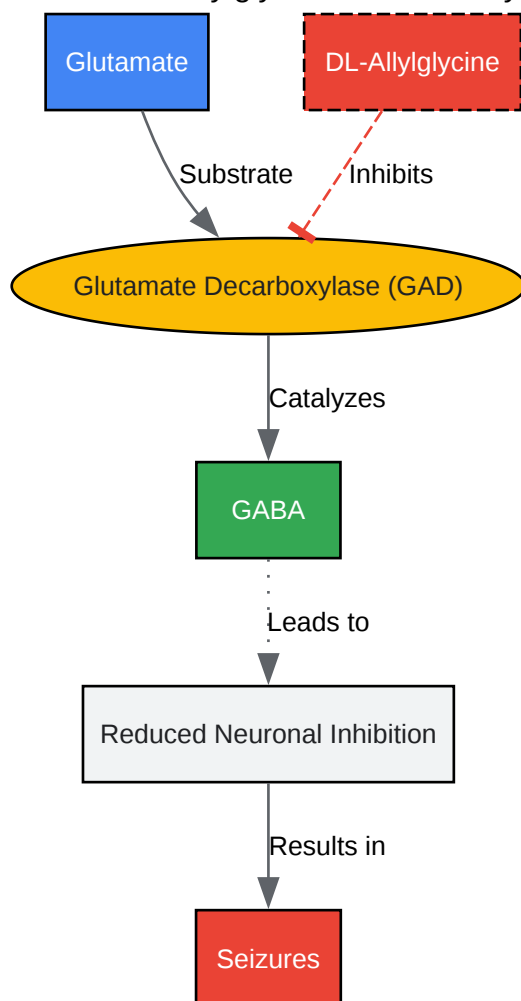 Glutamate
DL-Allylglycine
Substrate
Inhibits
Glutamate Decarboxylase (GAD)
Catalyzes
GABA
Leads to
Reduced Neuronal Inhibition
Results in
Seizures